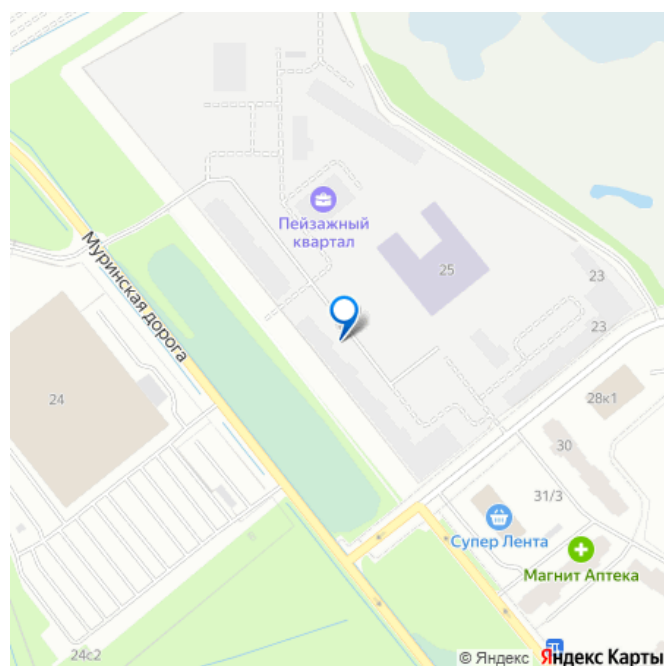 Пейзажный
квартал
25
23
23
Муринская дорога
24
28к1
30
31/3
Супер Лента
Магнит Аптека
24с2
© Яндекс Яндекс Карты